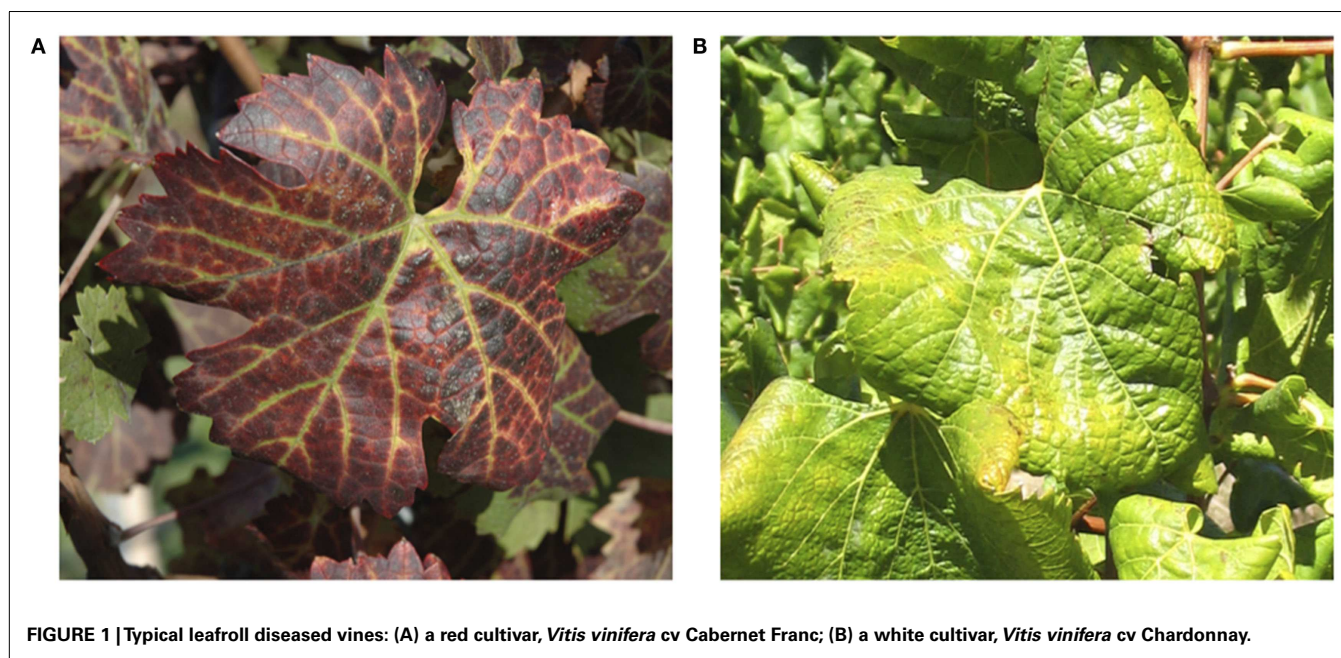 A
B
FIGURE 1 | Typical leafroll diseased vines: (A) a red cultivar, Vitis vinifera cv Cabernet Franc; (B) a white cultivar, Vitis vinifera cv Chardonnay.